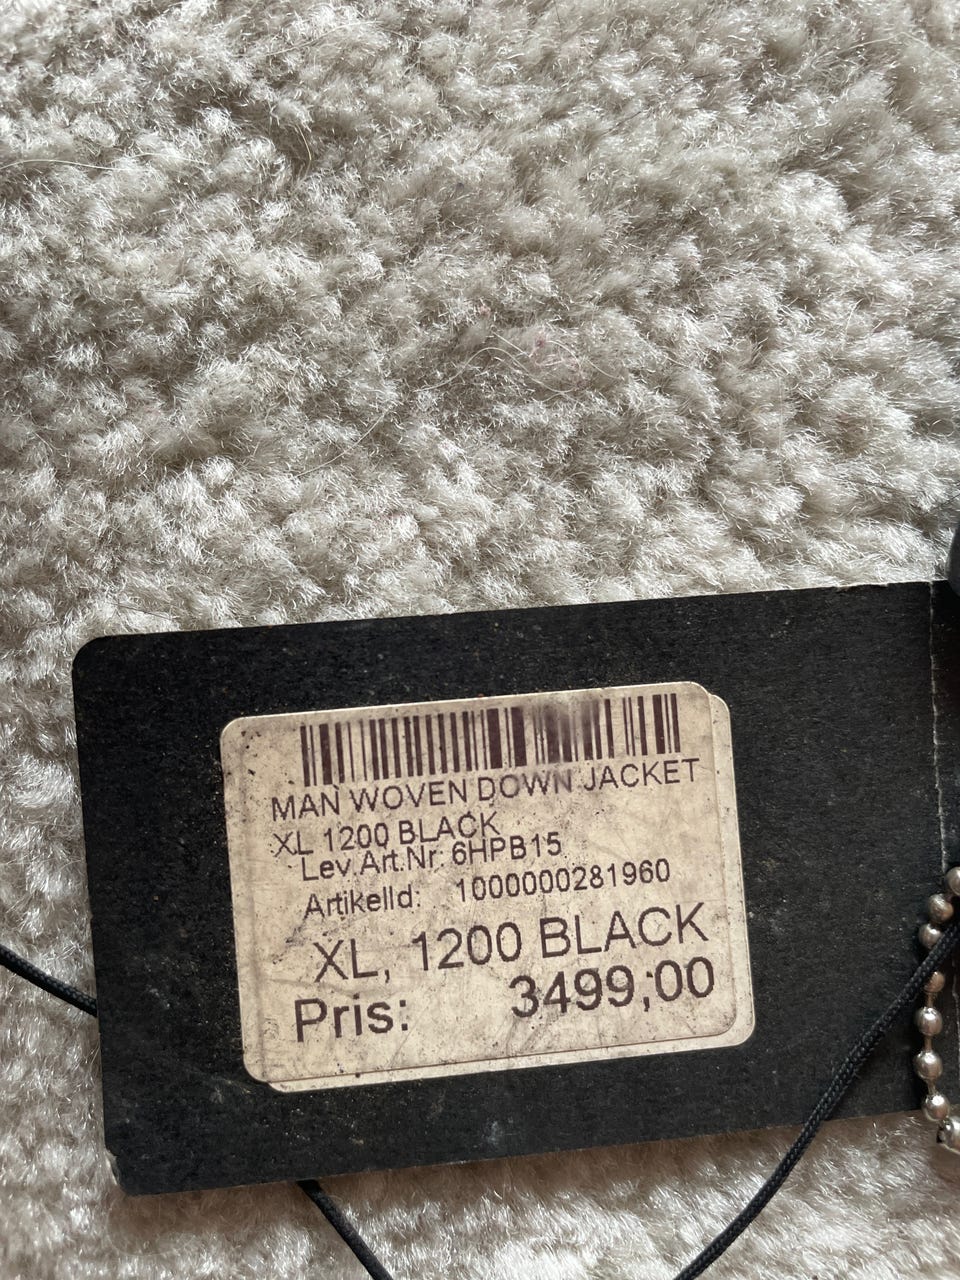 MAN WOVEN DOWN JACKET
XL 1200 BLACK
Lev.Art.Nr: 6HPB15
ArtikelId: 1000000281960
XL, 1200 BLACK
Pris: 3499;00